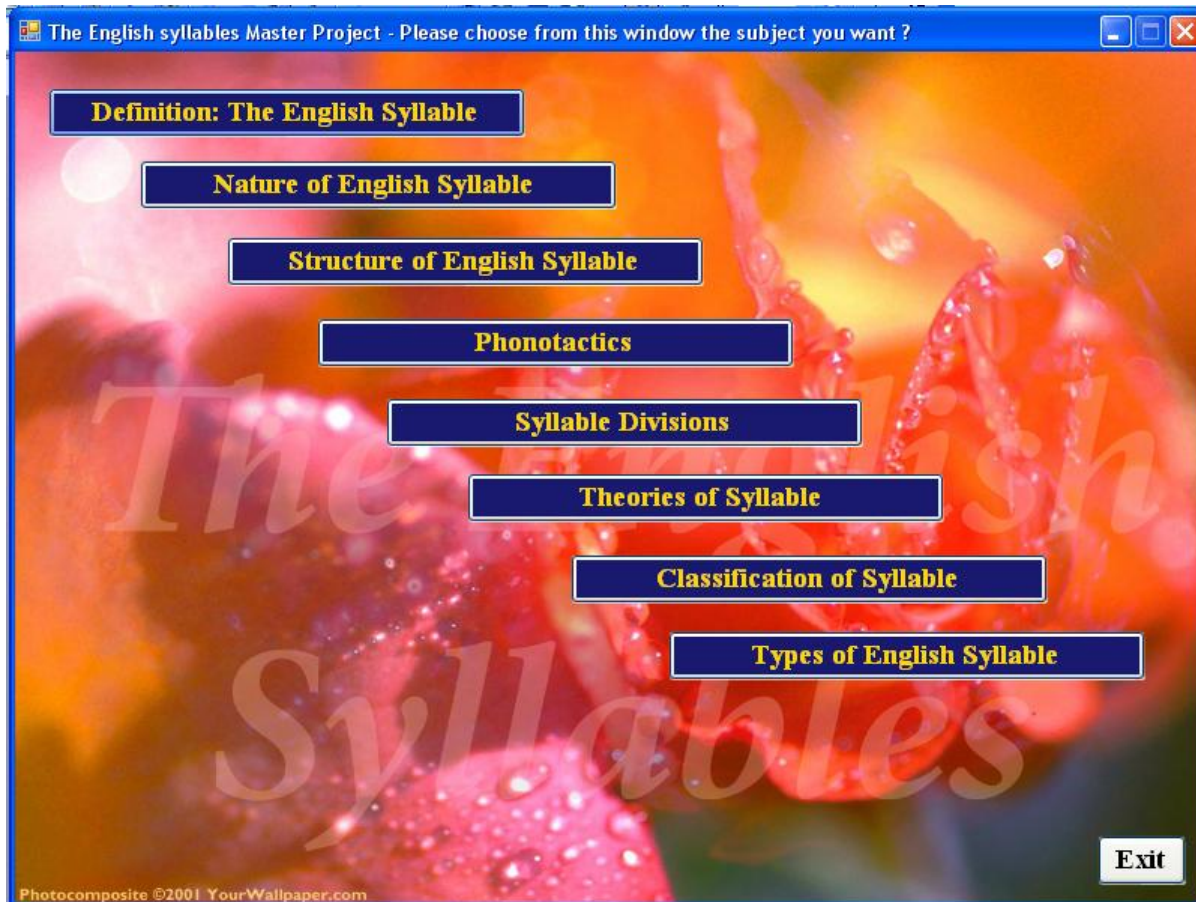 The English syllables Master Project - Please choose from this window the subject you want ?
Definition: The English Syllable
Nature of English Syllable
Structure of English Syllable
Phonotactics
Syllable Divisions
Theories of Syllable
Classification of Syllable
Types of English Syllable
The English
Syllables
Exit
Photocomposite ©2001 YourWallpaper.com